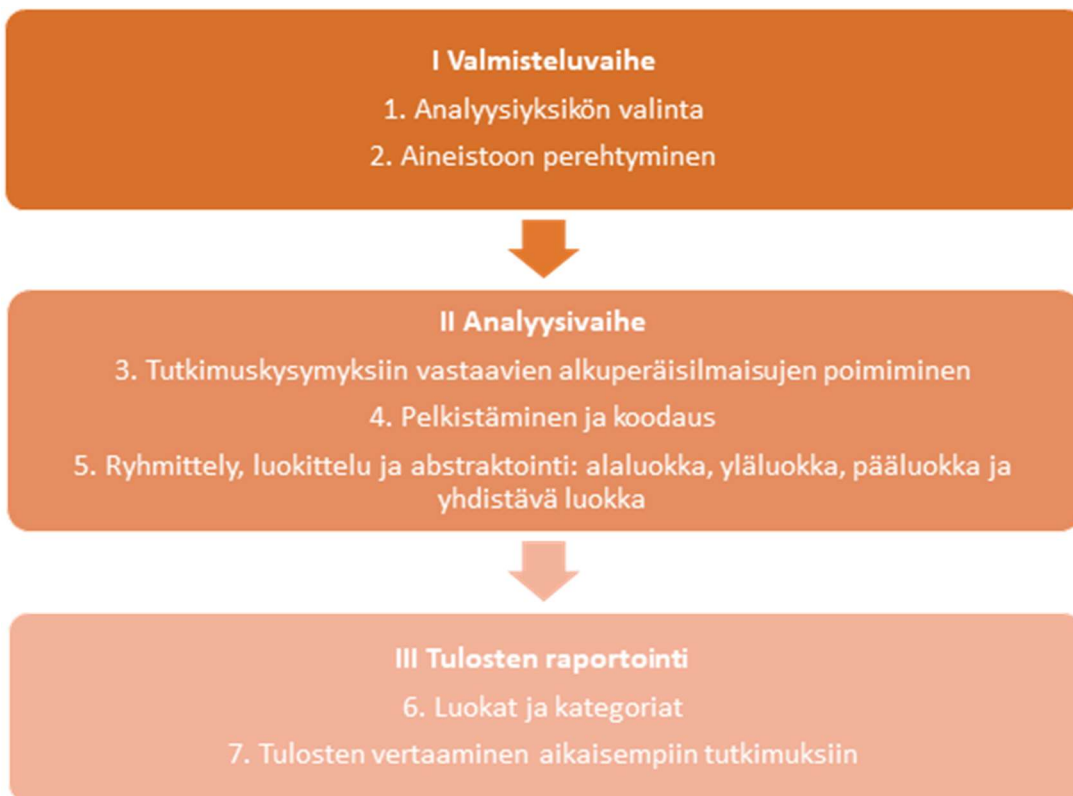 I Valmisteluvaihe
1. Analyysiyksikön valinta
2. Aineistoon perehtyminen
II Analyysivaihe
3. Tutkimuskysymyksiin vastaavien alkuperäisilmaisujen poimiminen
4. Pelkistäminen ja koodaus
5. Ryhmittely, luokittelu ja abstraktointi: alaluokka, yläluokka, pääluokka ja
yhdistävä luokka
III Tulosten raportointi
6. Luokat ja kategoriat
7. Tulosten vertaaminen aikaisempiin tutkimuksiin